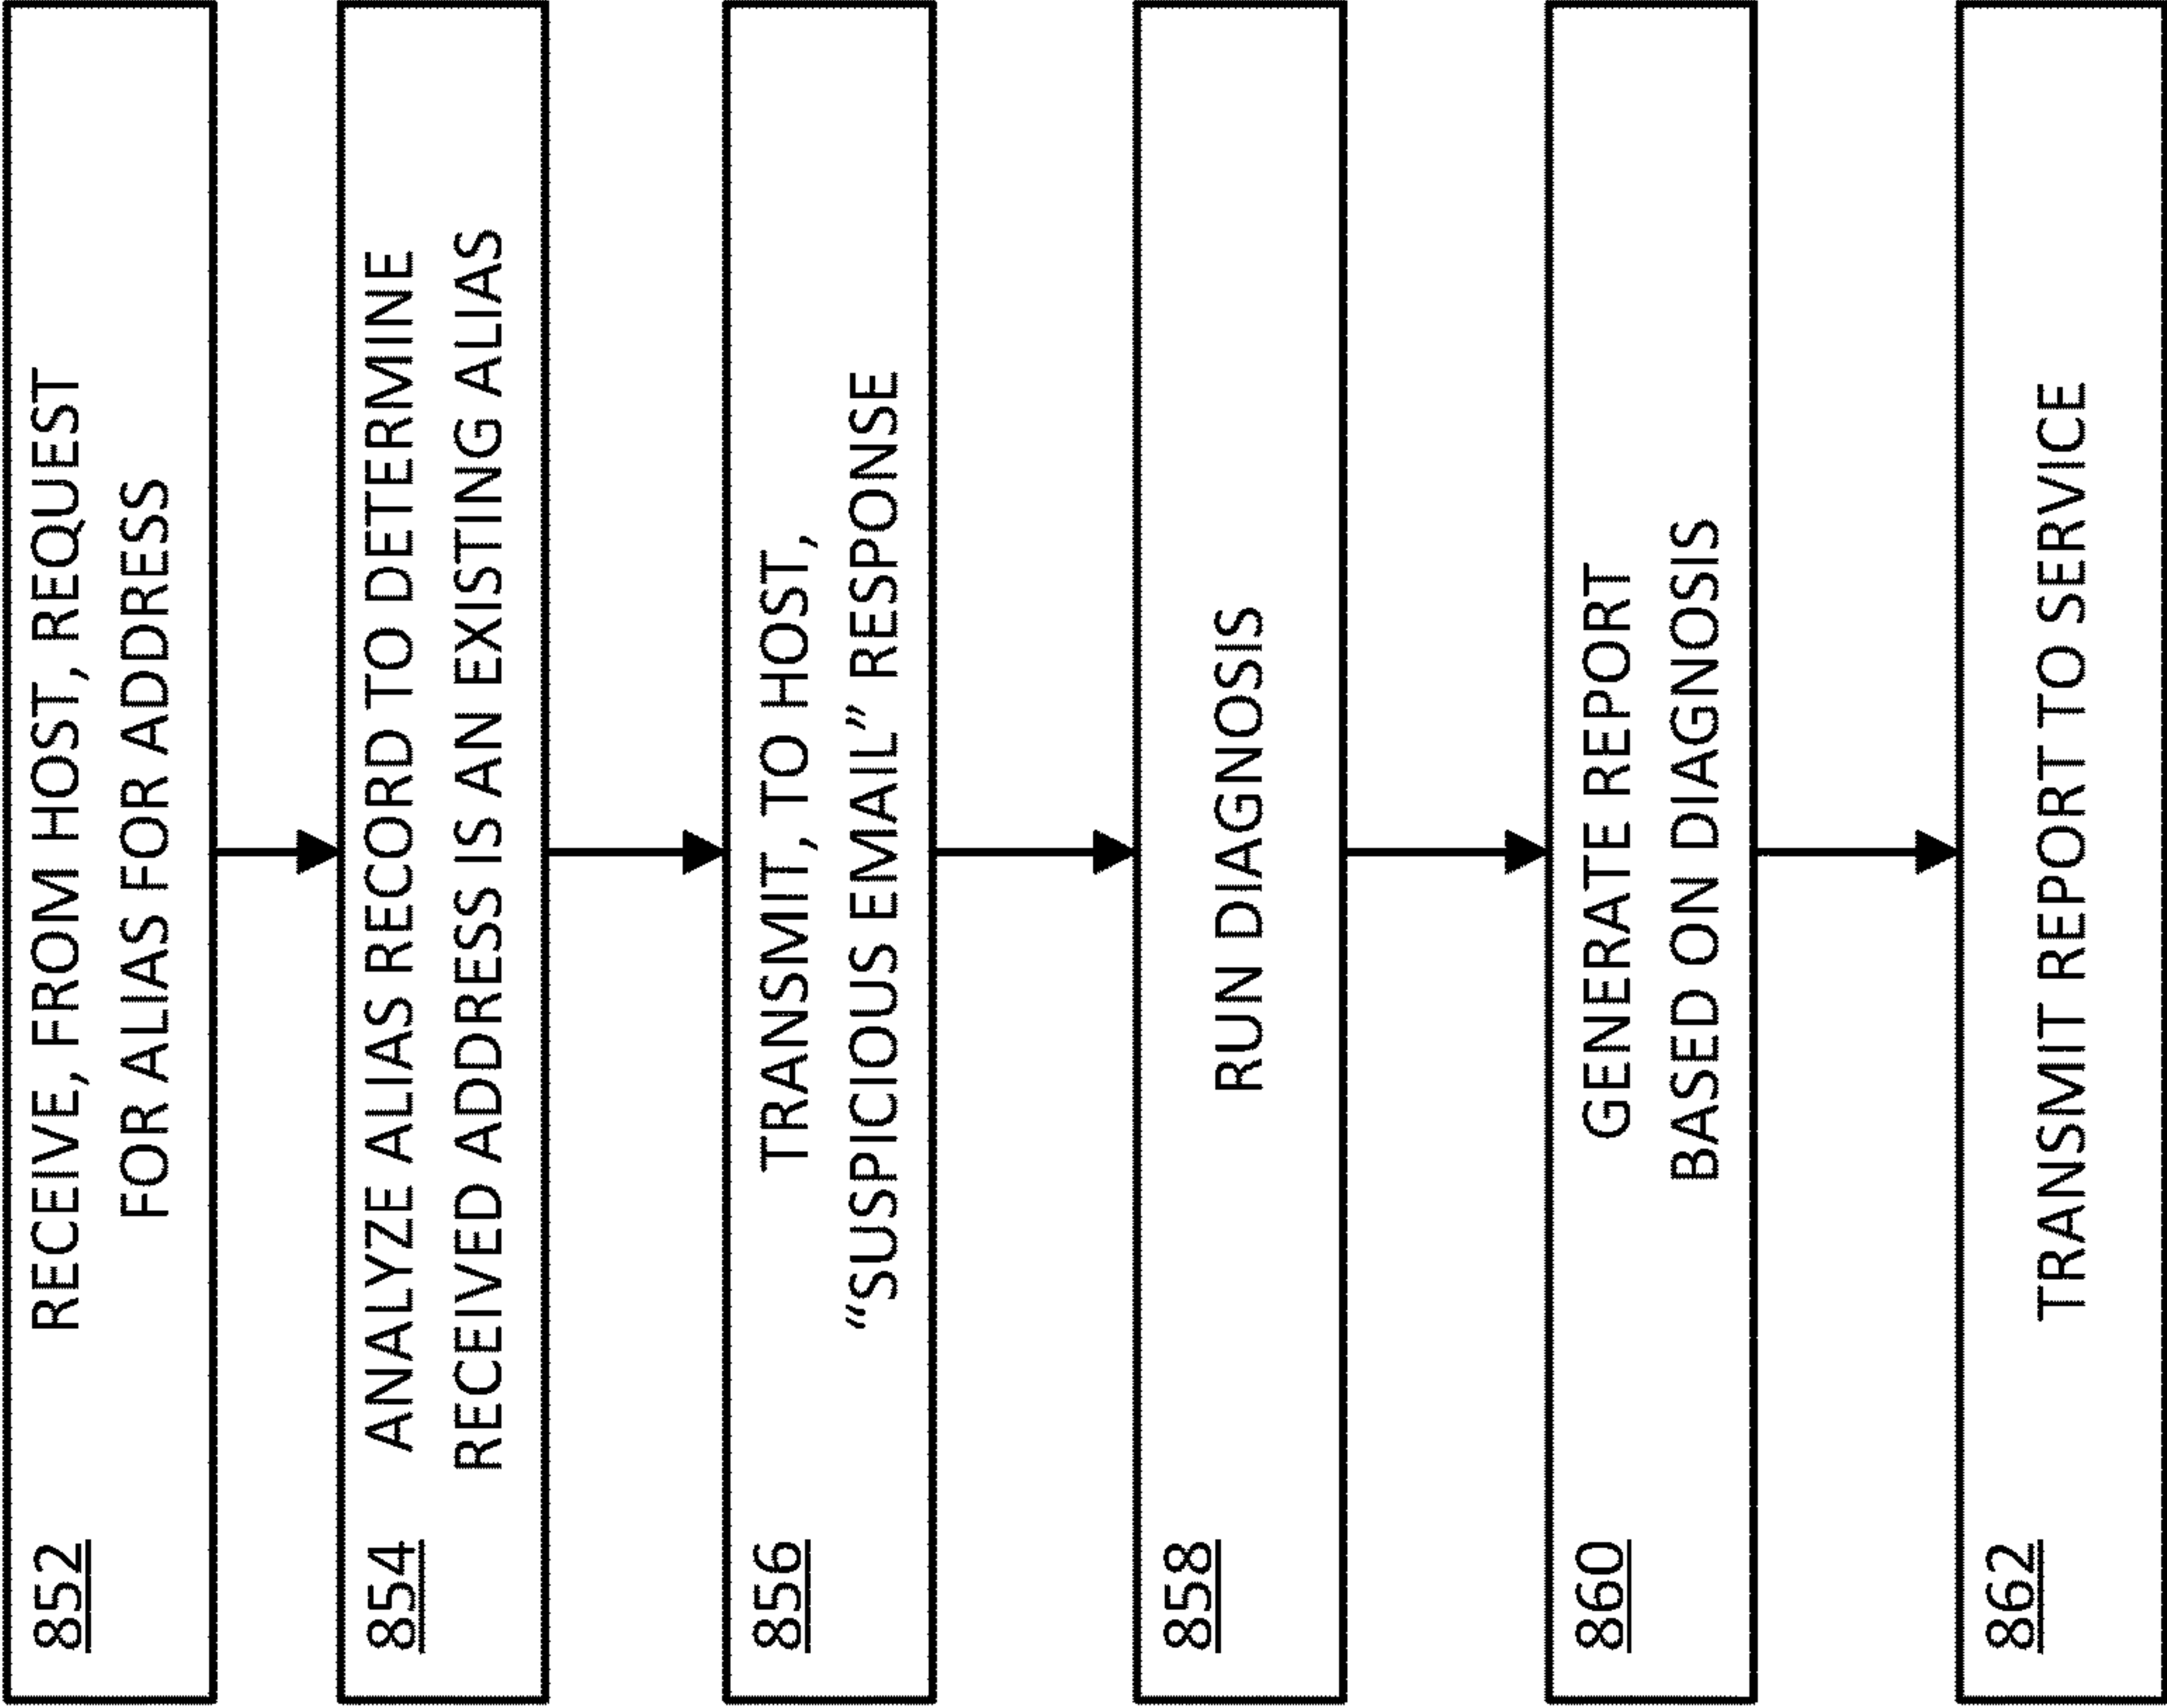 852
RECEIVE, FROM HOST, REQUEST
FOR ALIAS FOR ADDRESS
854
ANALYZE ALIAS RECORD TO DETERMINE
RECEIVED ADDRESS IS AN EXISTING ALIAS
856
TRANSMIT, TO HOST,
“SUSPICIOUS EMAIL” RESPONSE
858
RUN DIAGNOSIS
860
GENERATE REPORT
BASED ON DIAGNOSIS
862
TRANSMIT REPORT TO SERVICE